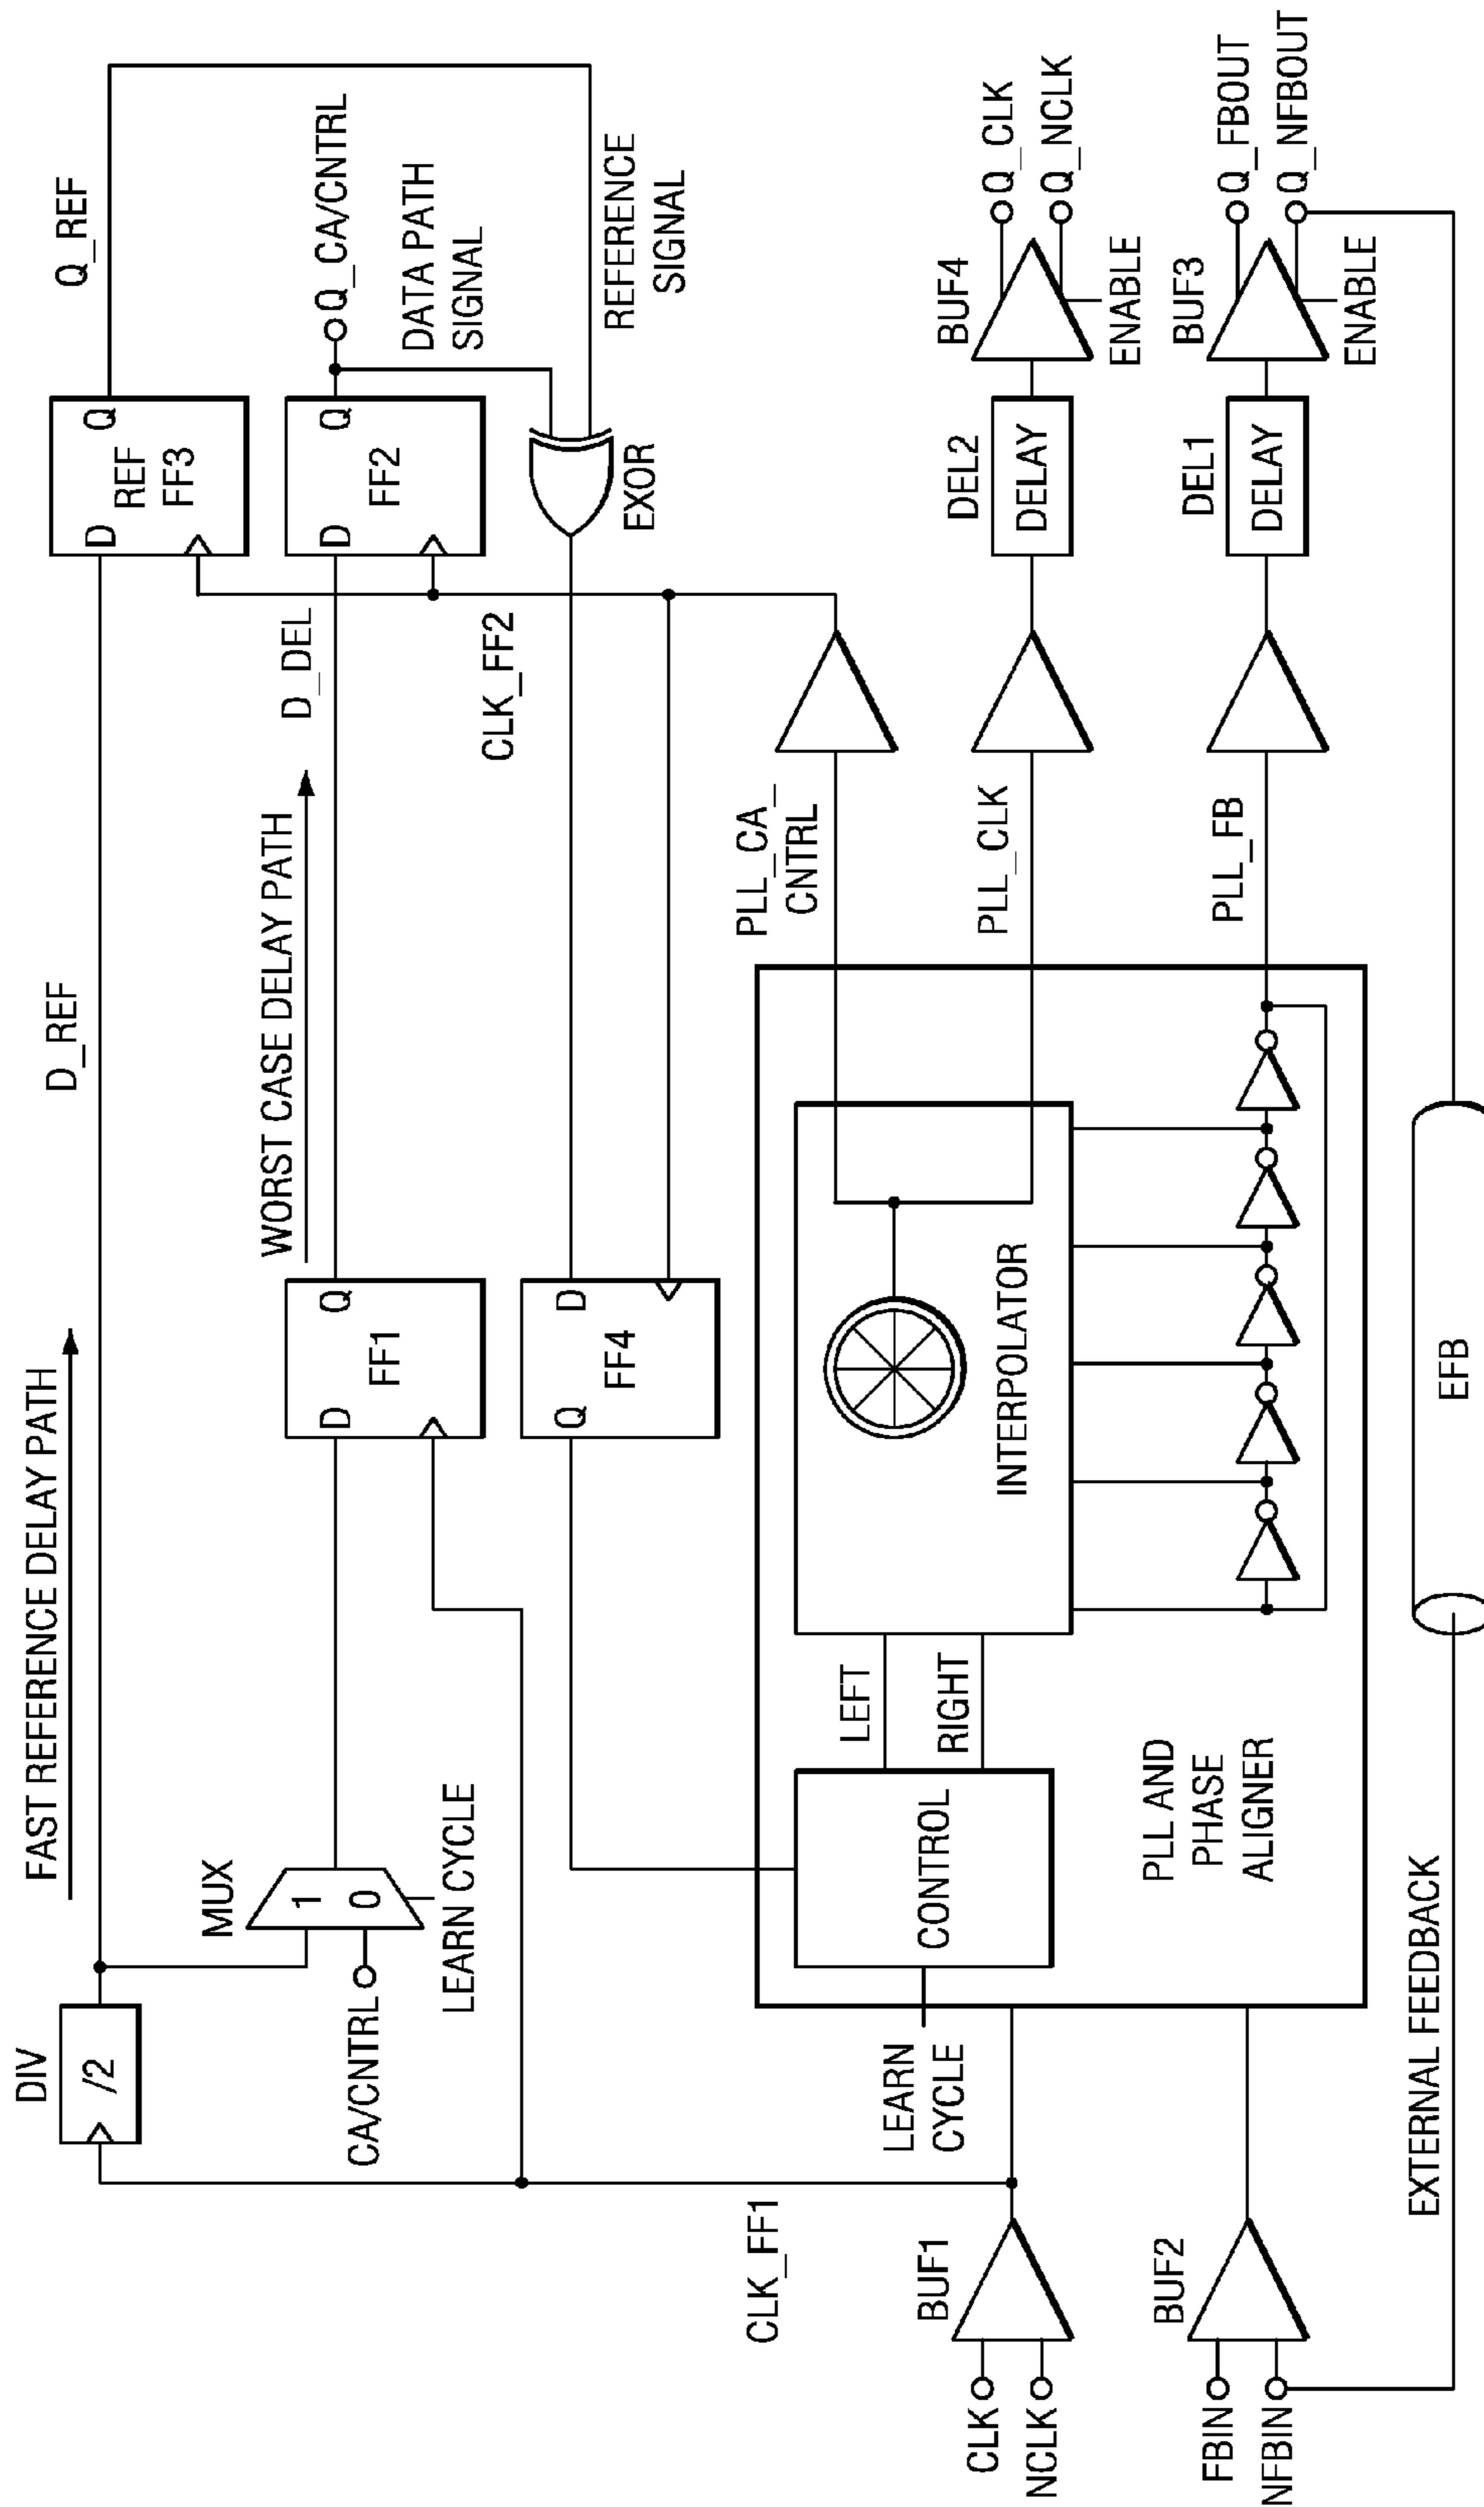 FAST REFERENCE DELAY PATH
D_REF
Q_REF
DIV
/2
D
Q
REF
FF3
MUX
1
0
CA/CNTRL
LEARN CYCLE
WORST CASE DELAY PATH
D_DEL
D
Q
FF1
D
Q
FF2
Q_CA/CNTRL
DATA PATH
SIGNAL
CLK_FF2
REFERENCE
SIGNAL
EXOR
Q
D
FF4
CLK_FF1
LEARN
CYCLE
CONTROL
LEFT
RIGHT
INTERPOLATOR
PLL AND
PHASE
ALIGNER
PLL_CA_
CNTRL
PLL_CLK
PLL_FB
DEL2
DELAY
BUF4
ENABLE
Q_CLK
Q_NCLK
DEL1
DELAY
BUF3
ENABLE
Q_FBOUT
Q_NFBOUT
CLK
NCLK
BUF1
FBIN
NFBIN
BUF2
EXTERNAL FEEDBACK
EFB